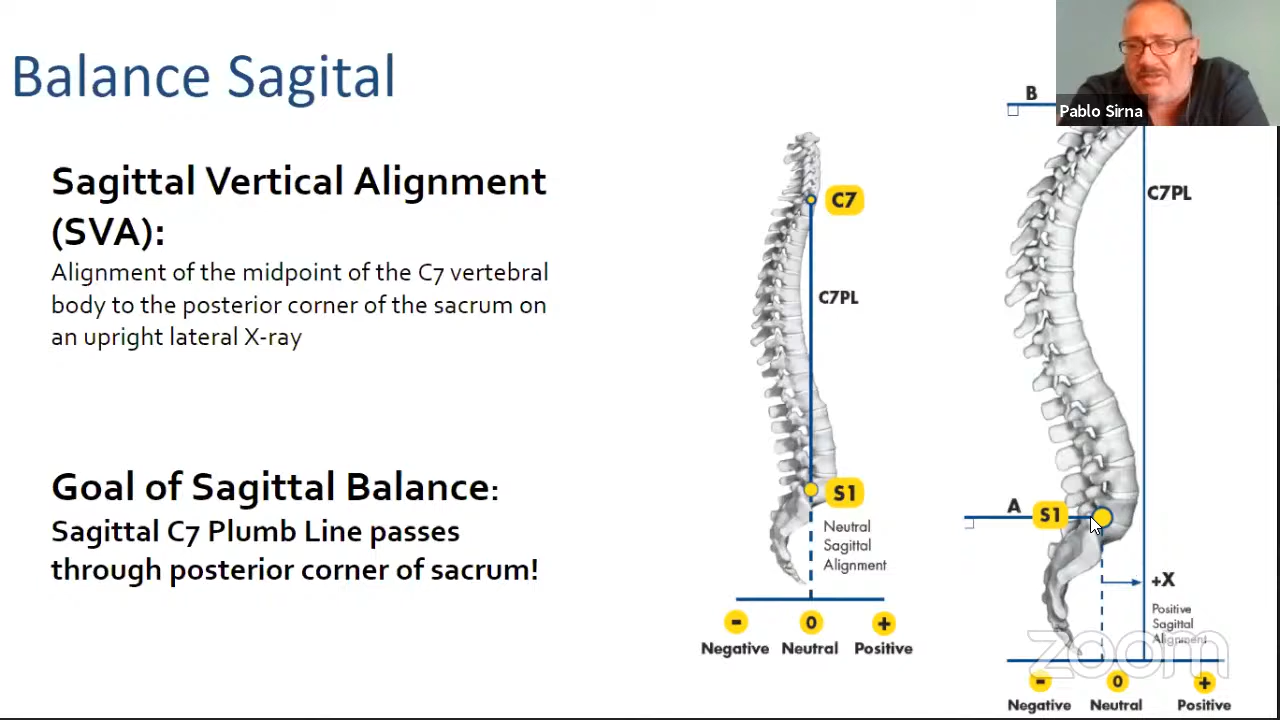 Balance Sagital
Sagittal Vertical Alignment
(SVA):
Alignment of the midpoint of the C7 vertebral
body to the posterior corner of the sacrum on
an upright lateral X-ray
Goal of Sagittal Balance:
Sagittal C7 Plumb Line passes
through posterior corner of sacrum!
C7
C7PL
S1
Neutral
Sagittal
Alignment
-
0
+
Negative
Neutral
Positive
B
Pablo Sirna
C7PL
A
S1
+X
Positive
Sagittal
Alignment
zoom
-
0
+
Negative
Neutral
Positive